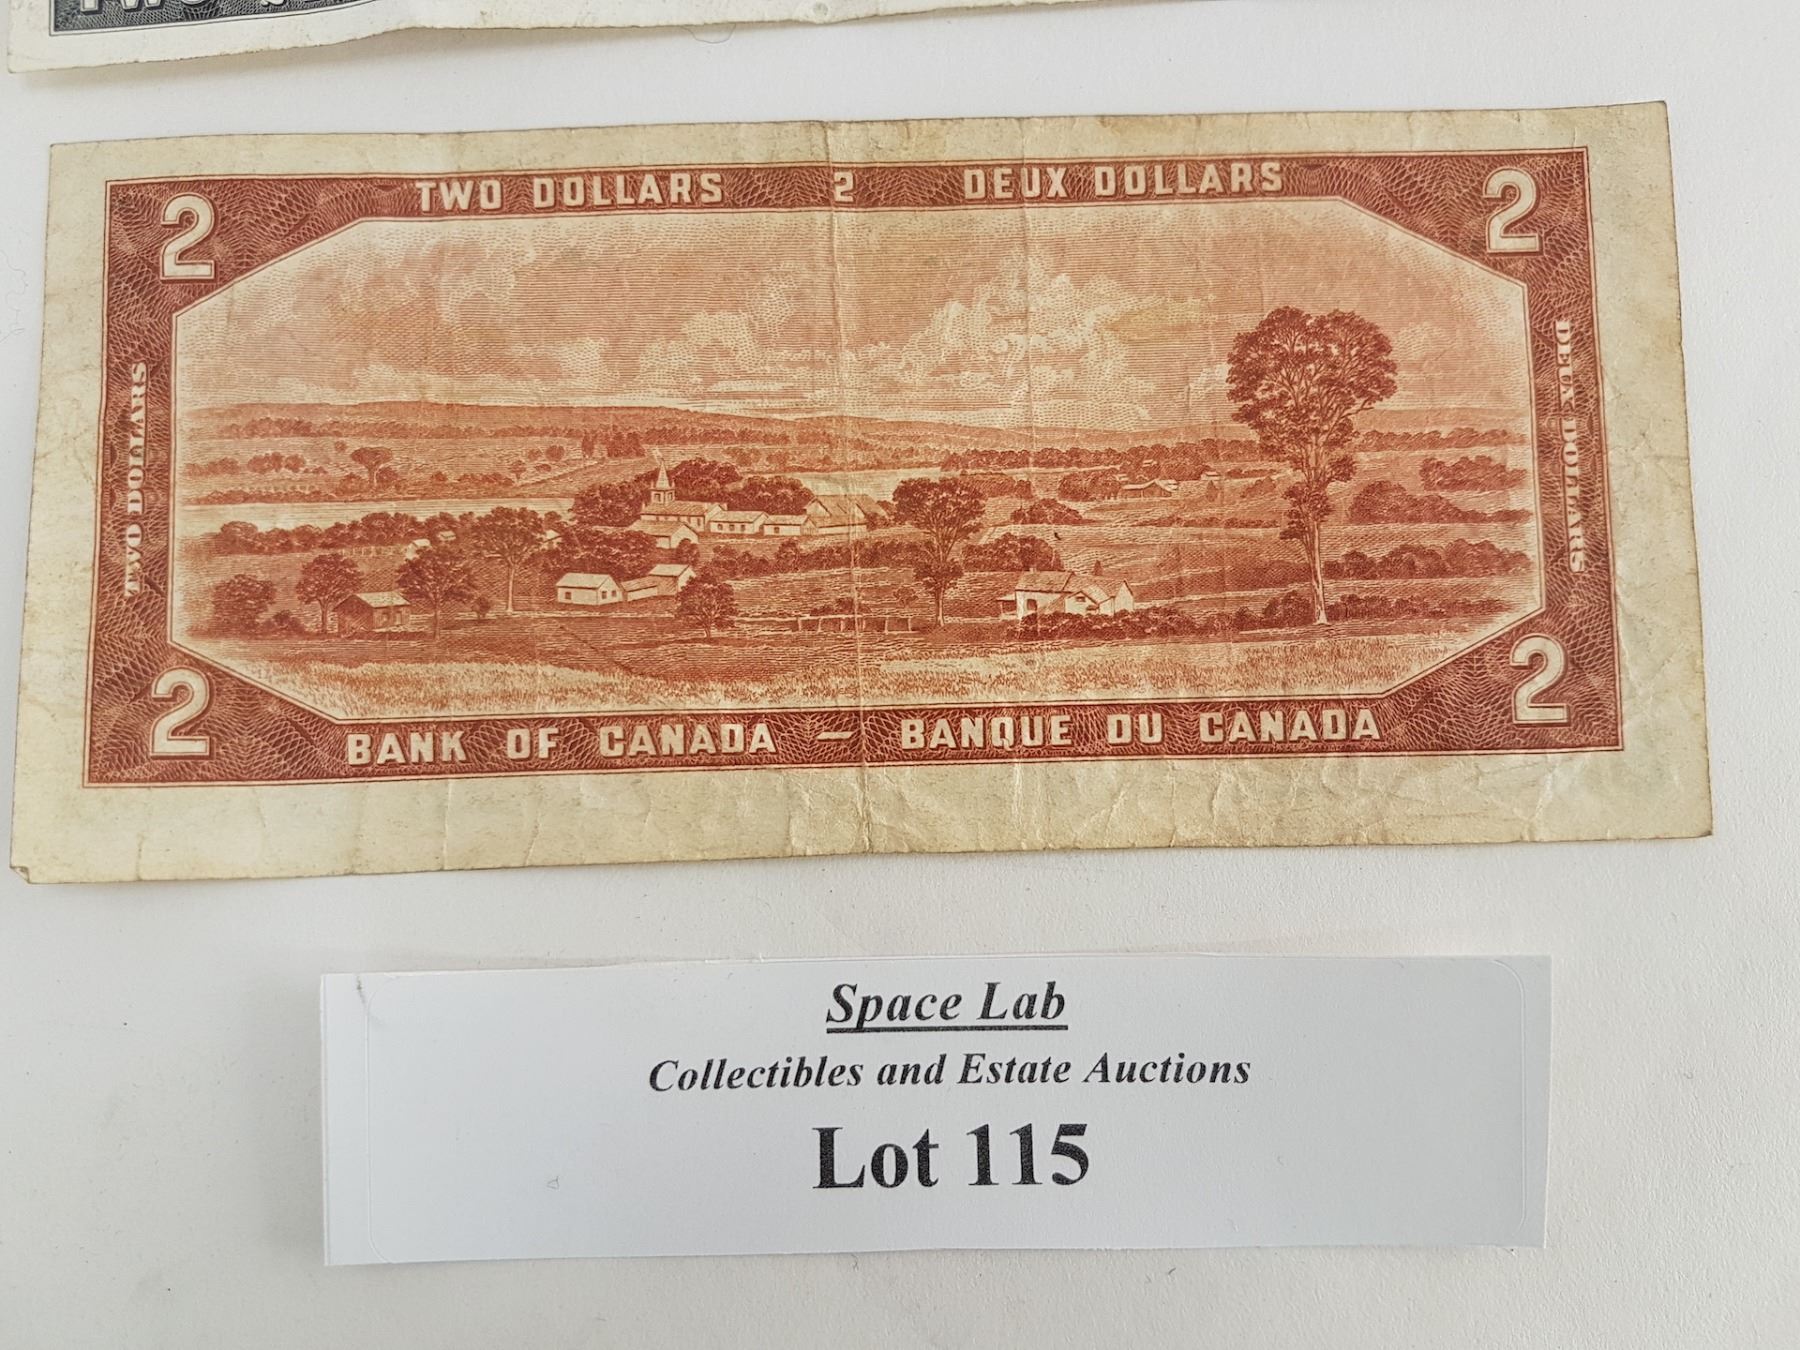 TWO
2 TWO DOLLARS 2 DEUX DOLLARS 2
TWO DOLLARS
DEUX DOLLARS
2 BANK OF CANADA – BANQUE DU CANADA 2
Space Lab
Collectibles and Estate Auctions
Lot 115